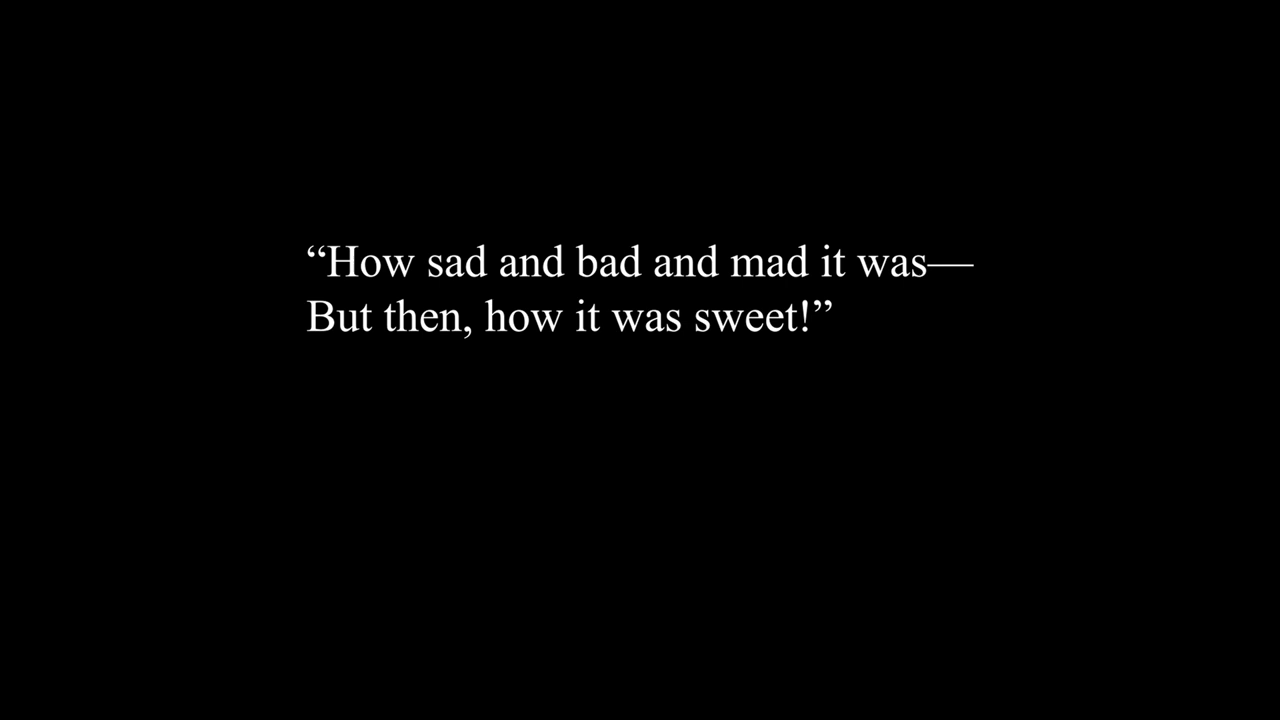 “How sad and bad and mad it was—
But then, how it was sweet!”